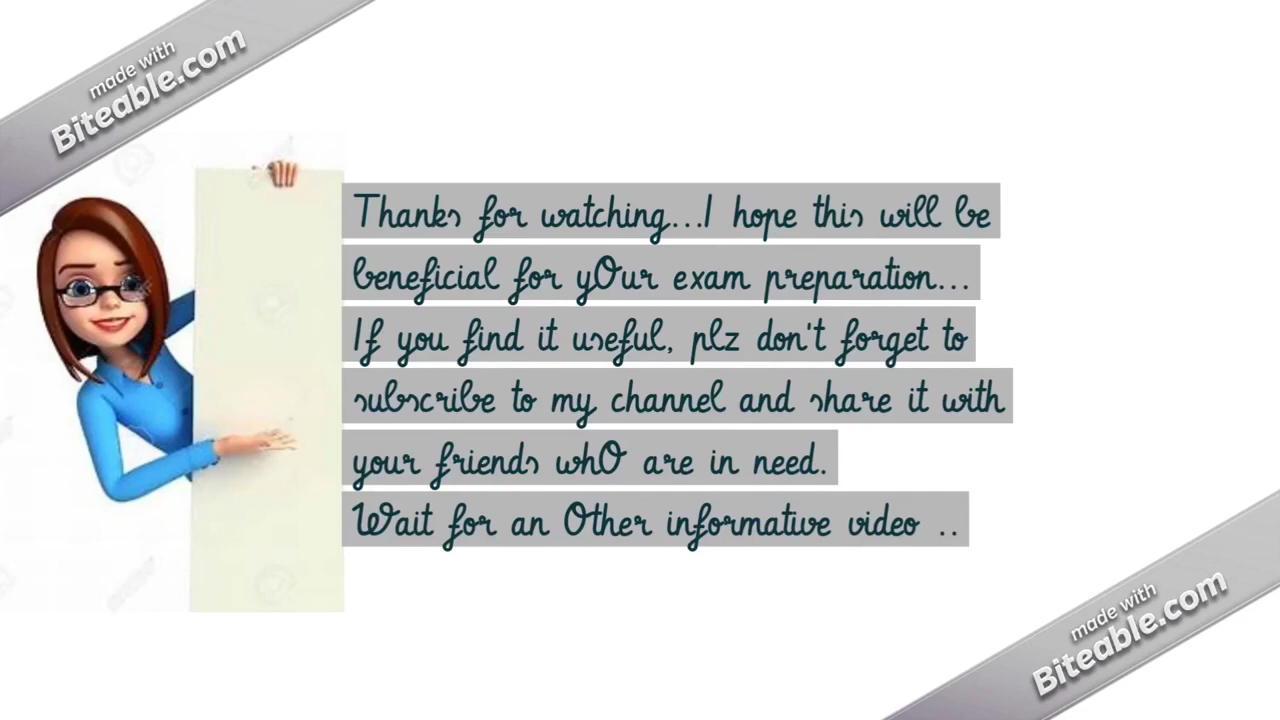 made with
Biteable.com
Thanks for watching...I hope this will be
beneficial for yOur exam preparation...
If you find it useful, plz don't forget to
subscribe to my channel and share it with
your friends whO are in need.
Wait for an Other informative video ..
made with
Biteable.com